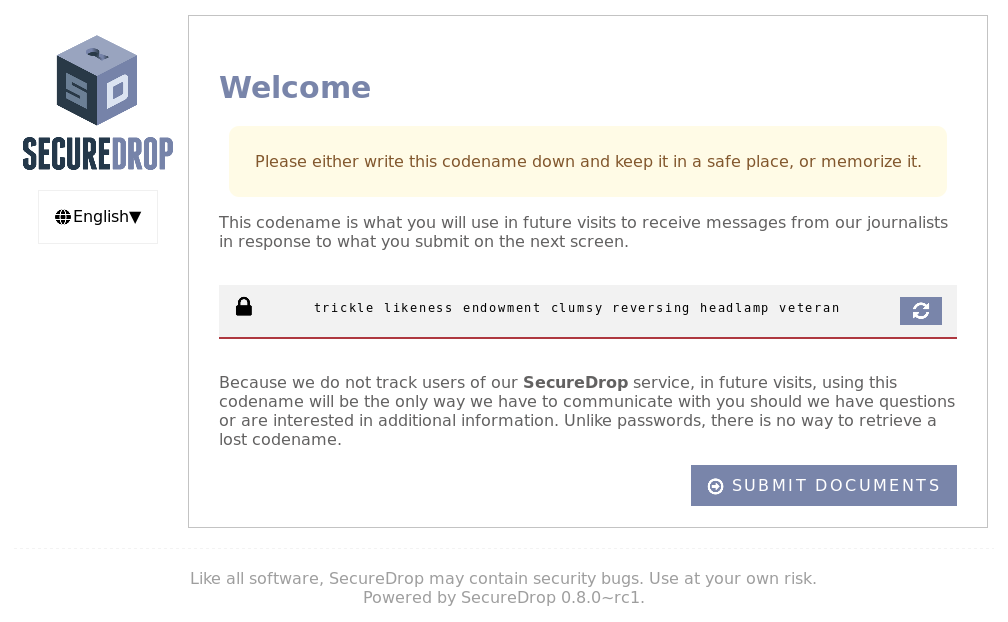 SD
SECUREDROP
English▼
Welcome
Please either write this codename down and keep it in a safe place, or memorize it.
This codename is what you will use in future visits to receive messages from our journalists
in response to what you submit on the next screen.
trickle likeness endowment clumsy reversing headlamp veteran
Because we do not track users of our SecureDrop service, in future visits, using this
codename will be the only way we have to communicate with you should we have questions
or are interested in additional information. Unlike passwords, there is no way to retrieve a
lost codename.
SUBMIT DOCUMENTS
Like all software, SecureDrop may contain security bugs. Use at your own risk.
Powered by SecureDrop 0.8.0~rc1.